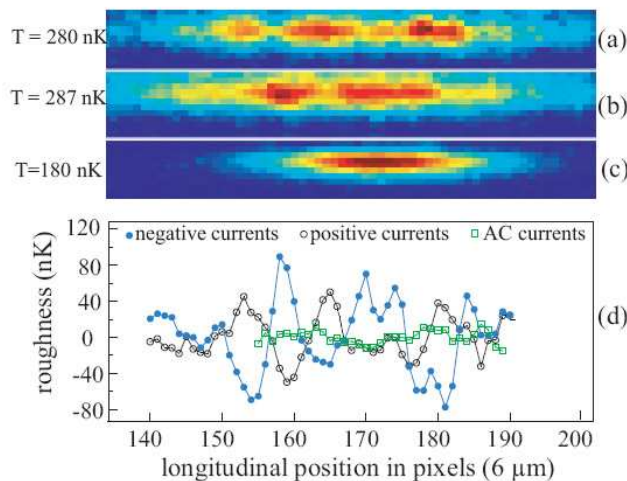 T = 280 nK
(a)
T = 287 nK
(b)
T=180 nK
(c)
120
80
40
0
-40
-80
roughness (nK)
negative currents
positive currents
AC currents
(d)
140
150
160
170
180
190
200
longitudinal position in pixels (6 µm)